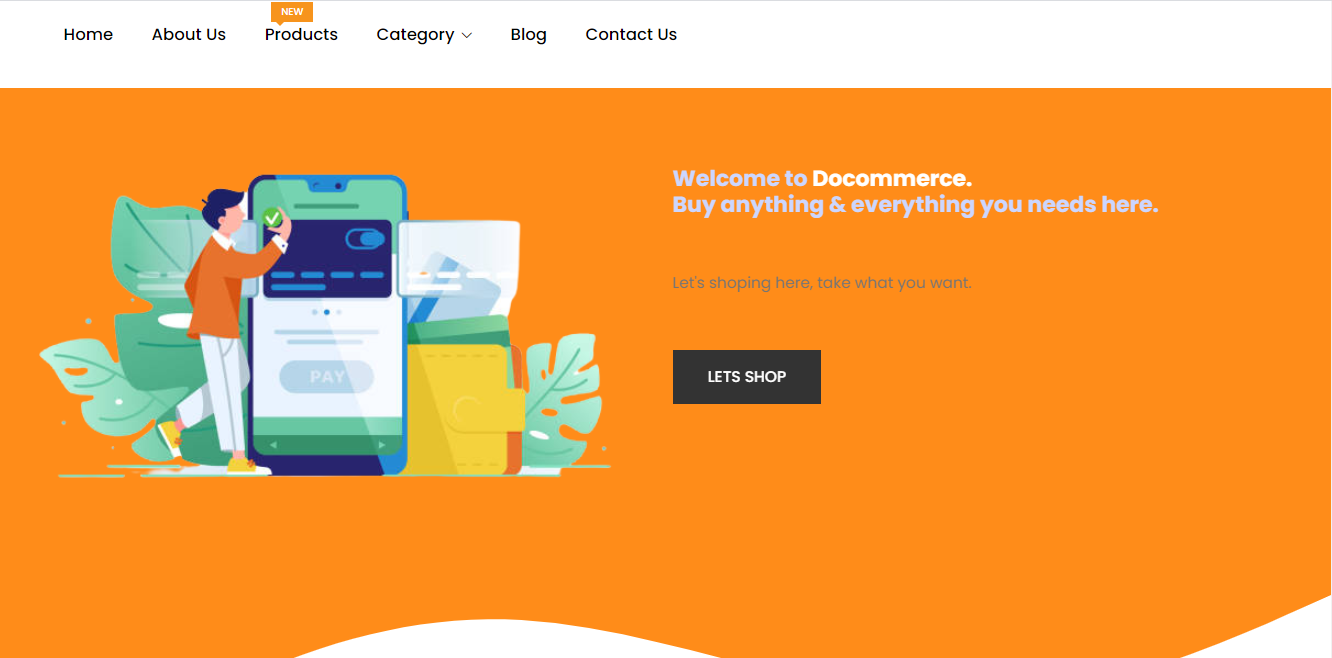 NEW
Home About Us Products Category Blog Contact Us
Welcome to Docommerce.
Buy anything & everything you needs here.
Let's shoping here, take what you want.
PAY
LETS SHOP